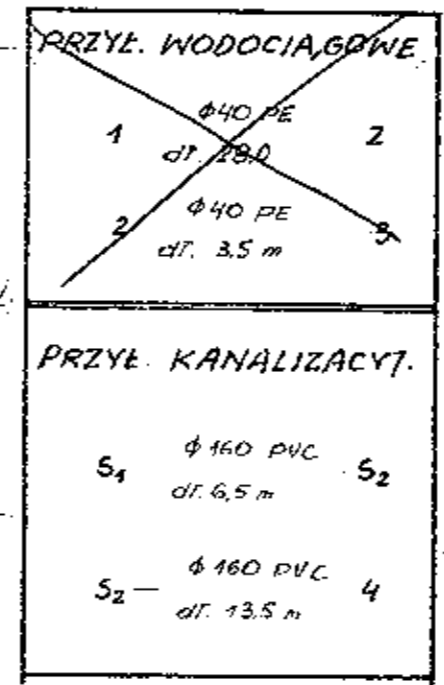 PRZYŁ. WODOCIĄGOWE
φ40 PE
1 2
dł. 28,0
φ40 PE
2 3
dł. 3,5 m
PRZYŁ. KANALIZACYJ.
φ160 PVC
S₁ S₂
dł. 6,5 m
φ160 PVC
S₂ — 4
dł. 13,5 m